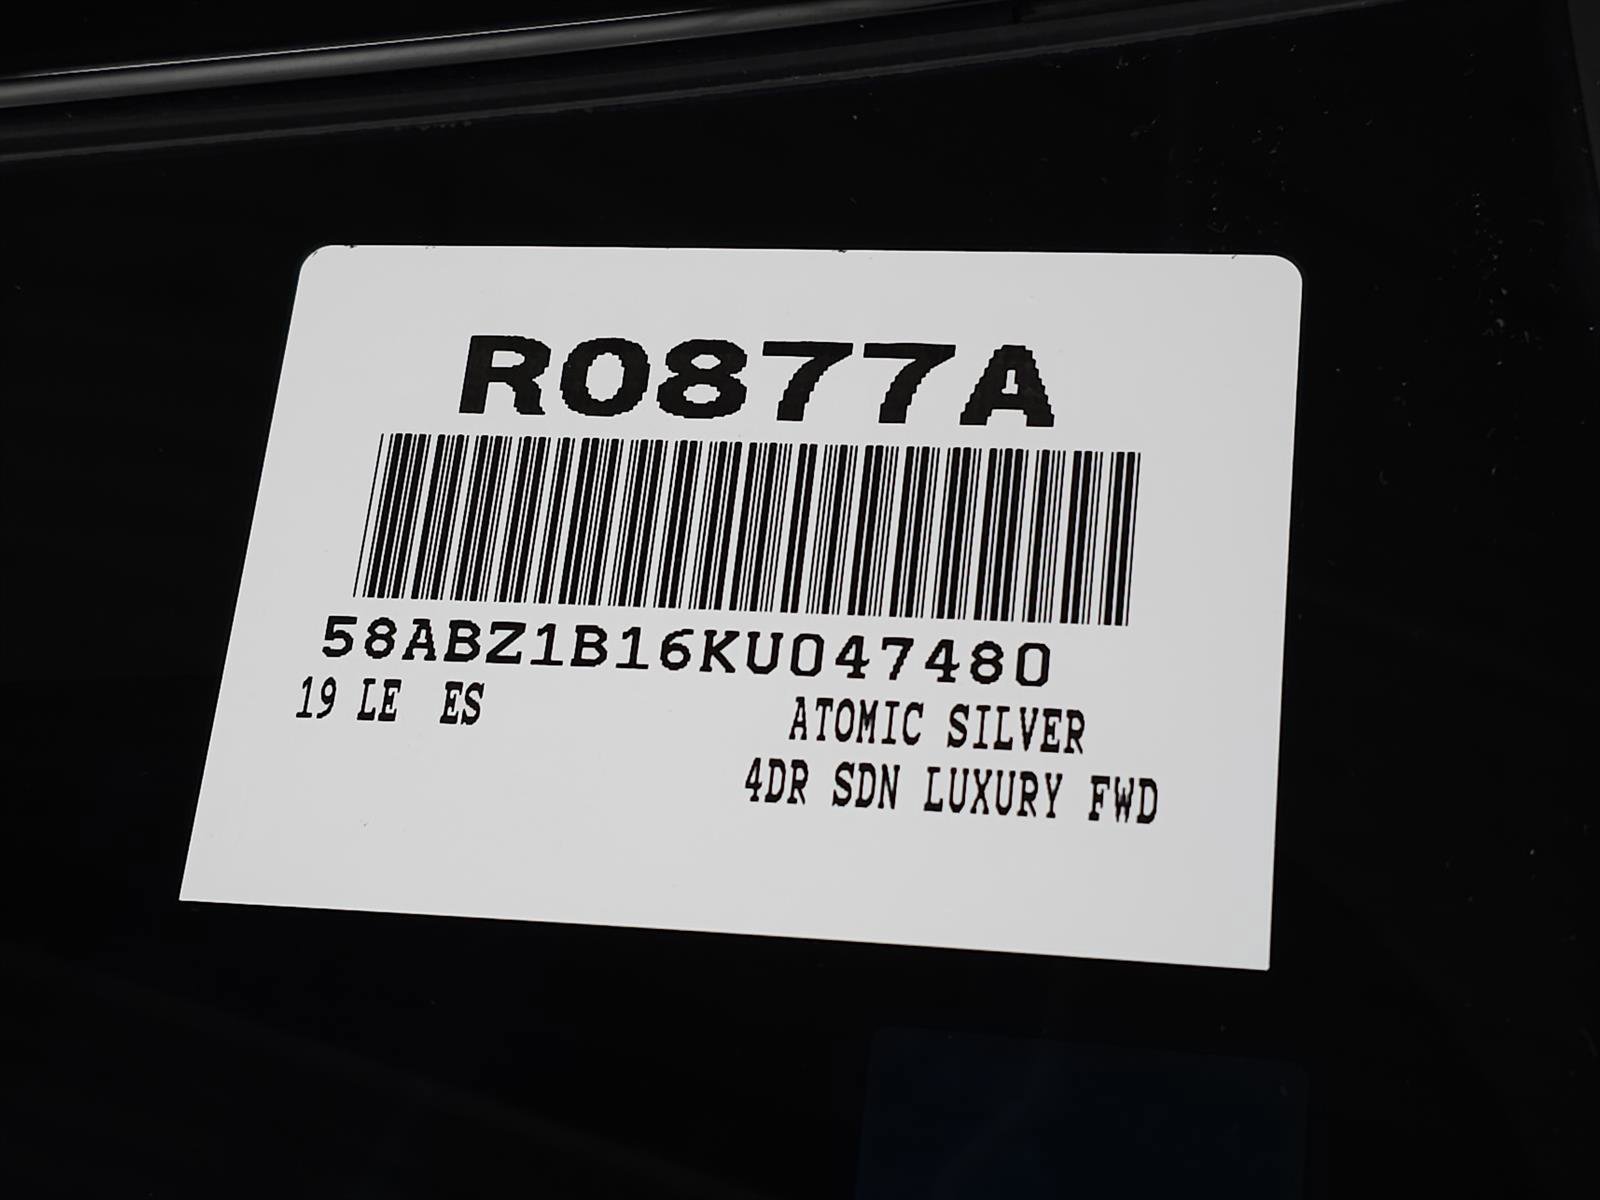 R0877A
58ABZ1B16KU047480
19 LE ES
ATOMIC SILVER
4DR SDN LUXURY FWD